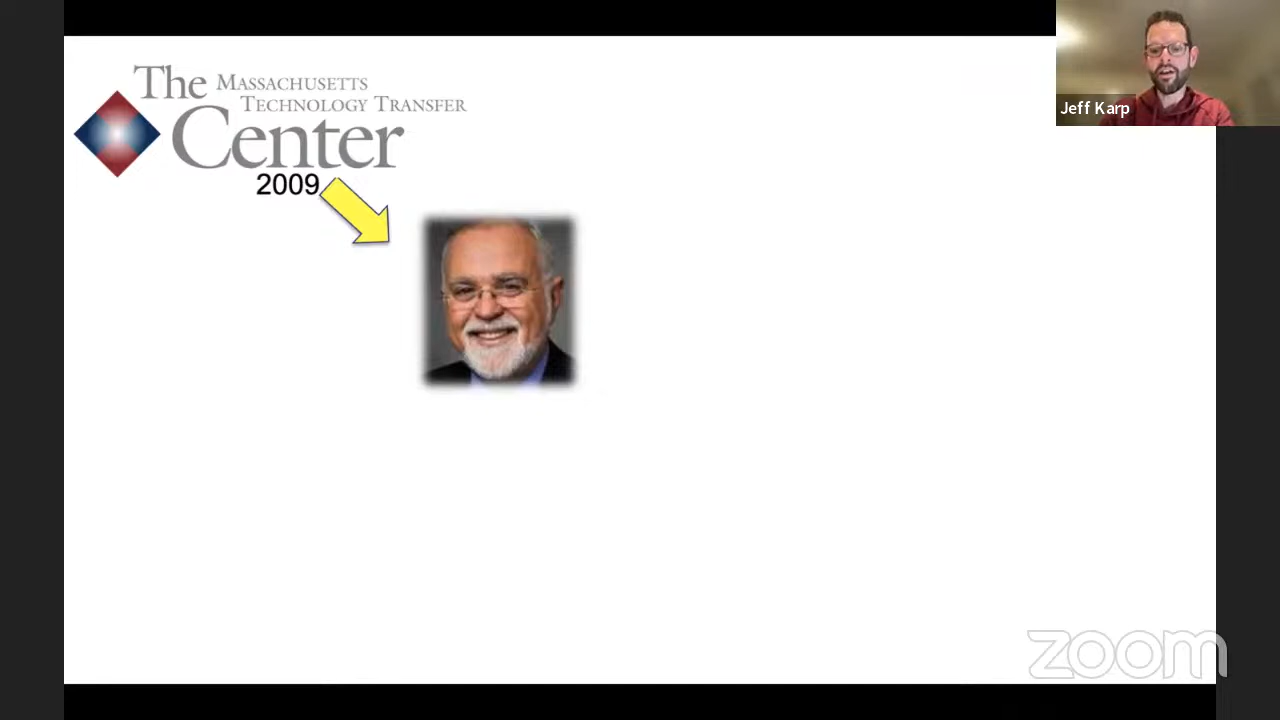 The MASSACHUSETTS
TECHNOLOGY TRANSFER
Center
2009
Jeff Karp
zoom